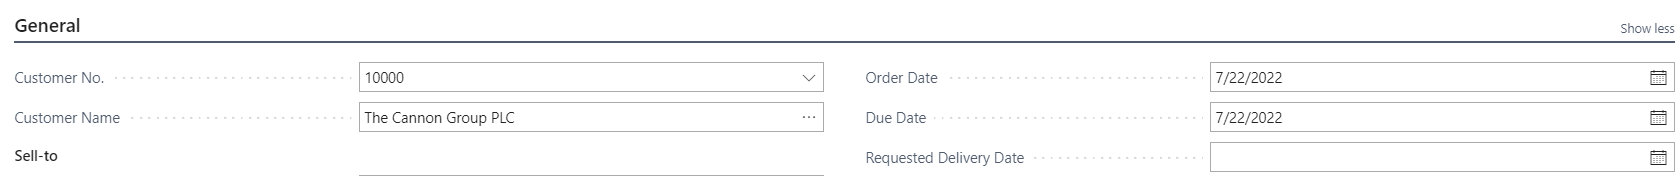 General
Show less
Customer No.
10000
Order Date
7/22/2022
Customer Name
The Cannon Group PLC
Due Date
7/22/2022
Sell-to
Requested Delivery Date